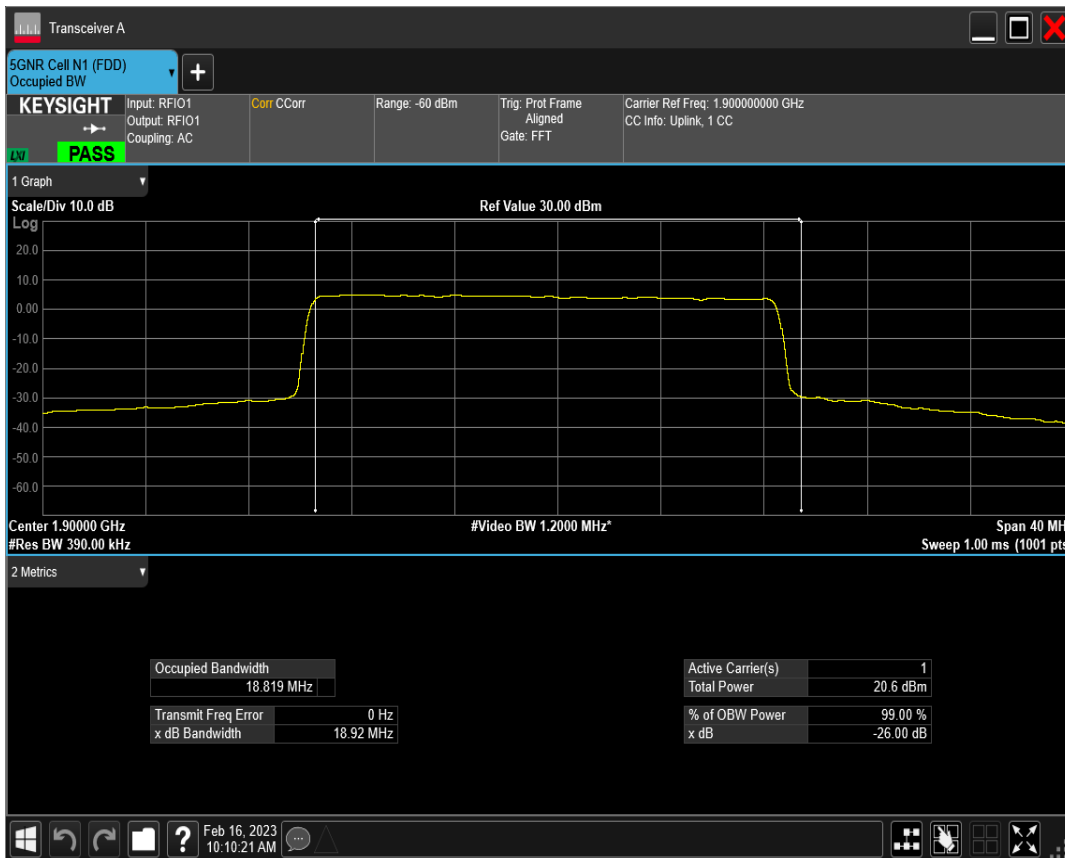 Transceiver A
5GNR Cell N1 (FDD)
Occupied BW
KEYSIGHT
LXI
PASS
Input: RFIO1
Output: RFIO1
Coupling: AC
Corr CCorr
Range: -60 dBm
Trig: Prot Frame
Aligned
Gate: FFT
Carrier Ref Freq: 1.900000000 GHz
CC Info: Uplink, 1 CC
1 Graph
Scale/Div 10.0 dB
Ref Value 30.00 dBm
Log
20.0
10.0
0.00
-10.0
-20.0
-30.0
-40.0
-50.0
-60.0
Center 1.90000 GHz
#Video BW 1.2000 MHz*
Span 40 MH
#Res BW 390.00 kHz
Sweep 1.00 ms (1001 pts
2 Metrics
Occupied Bandwidth
18.819 MHz
Transmit Freq Error 0 Hz
x dB Bandwidth 18.92 MHz
Active Carrier(s) 1
Total Power 20.6 dBm
% of OBW Power 99.00 %
x dB -26.00 dB
?
Feb 16, 2023
10:10:21 AM